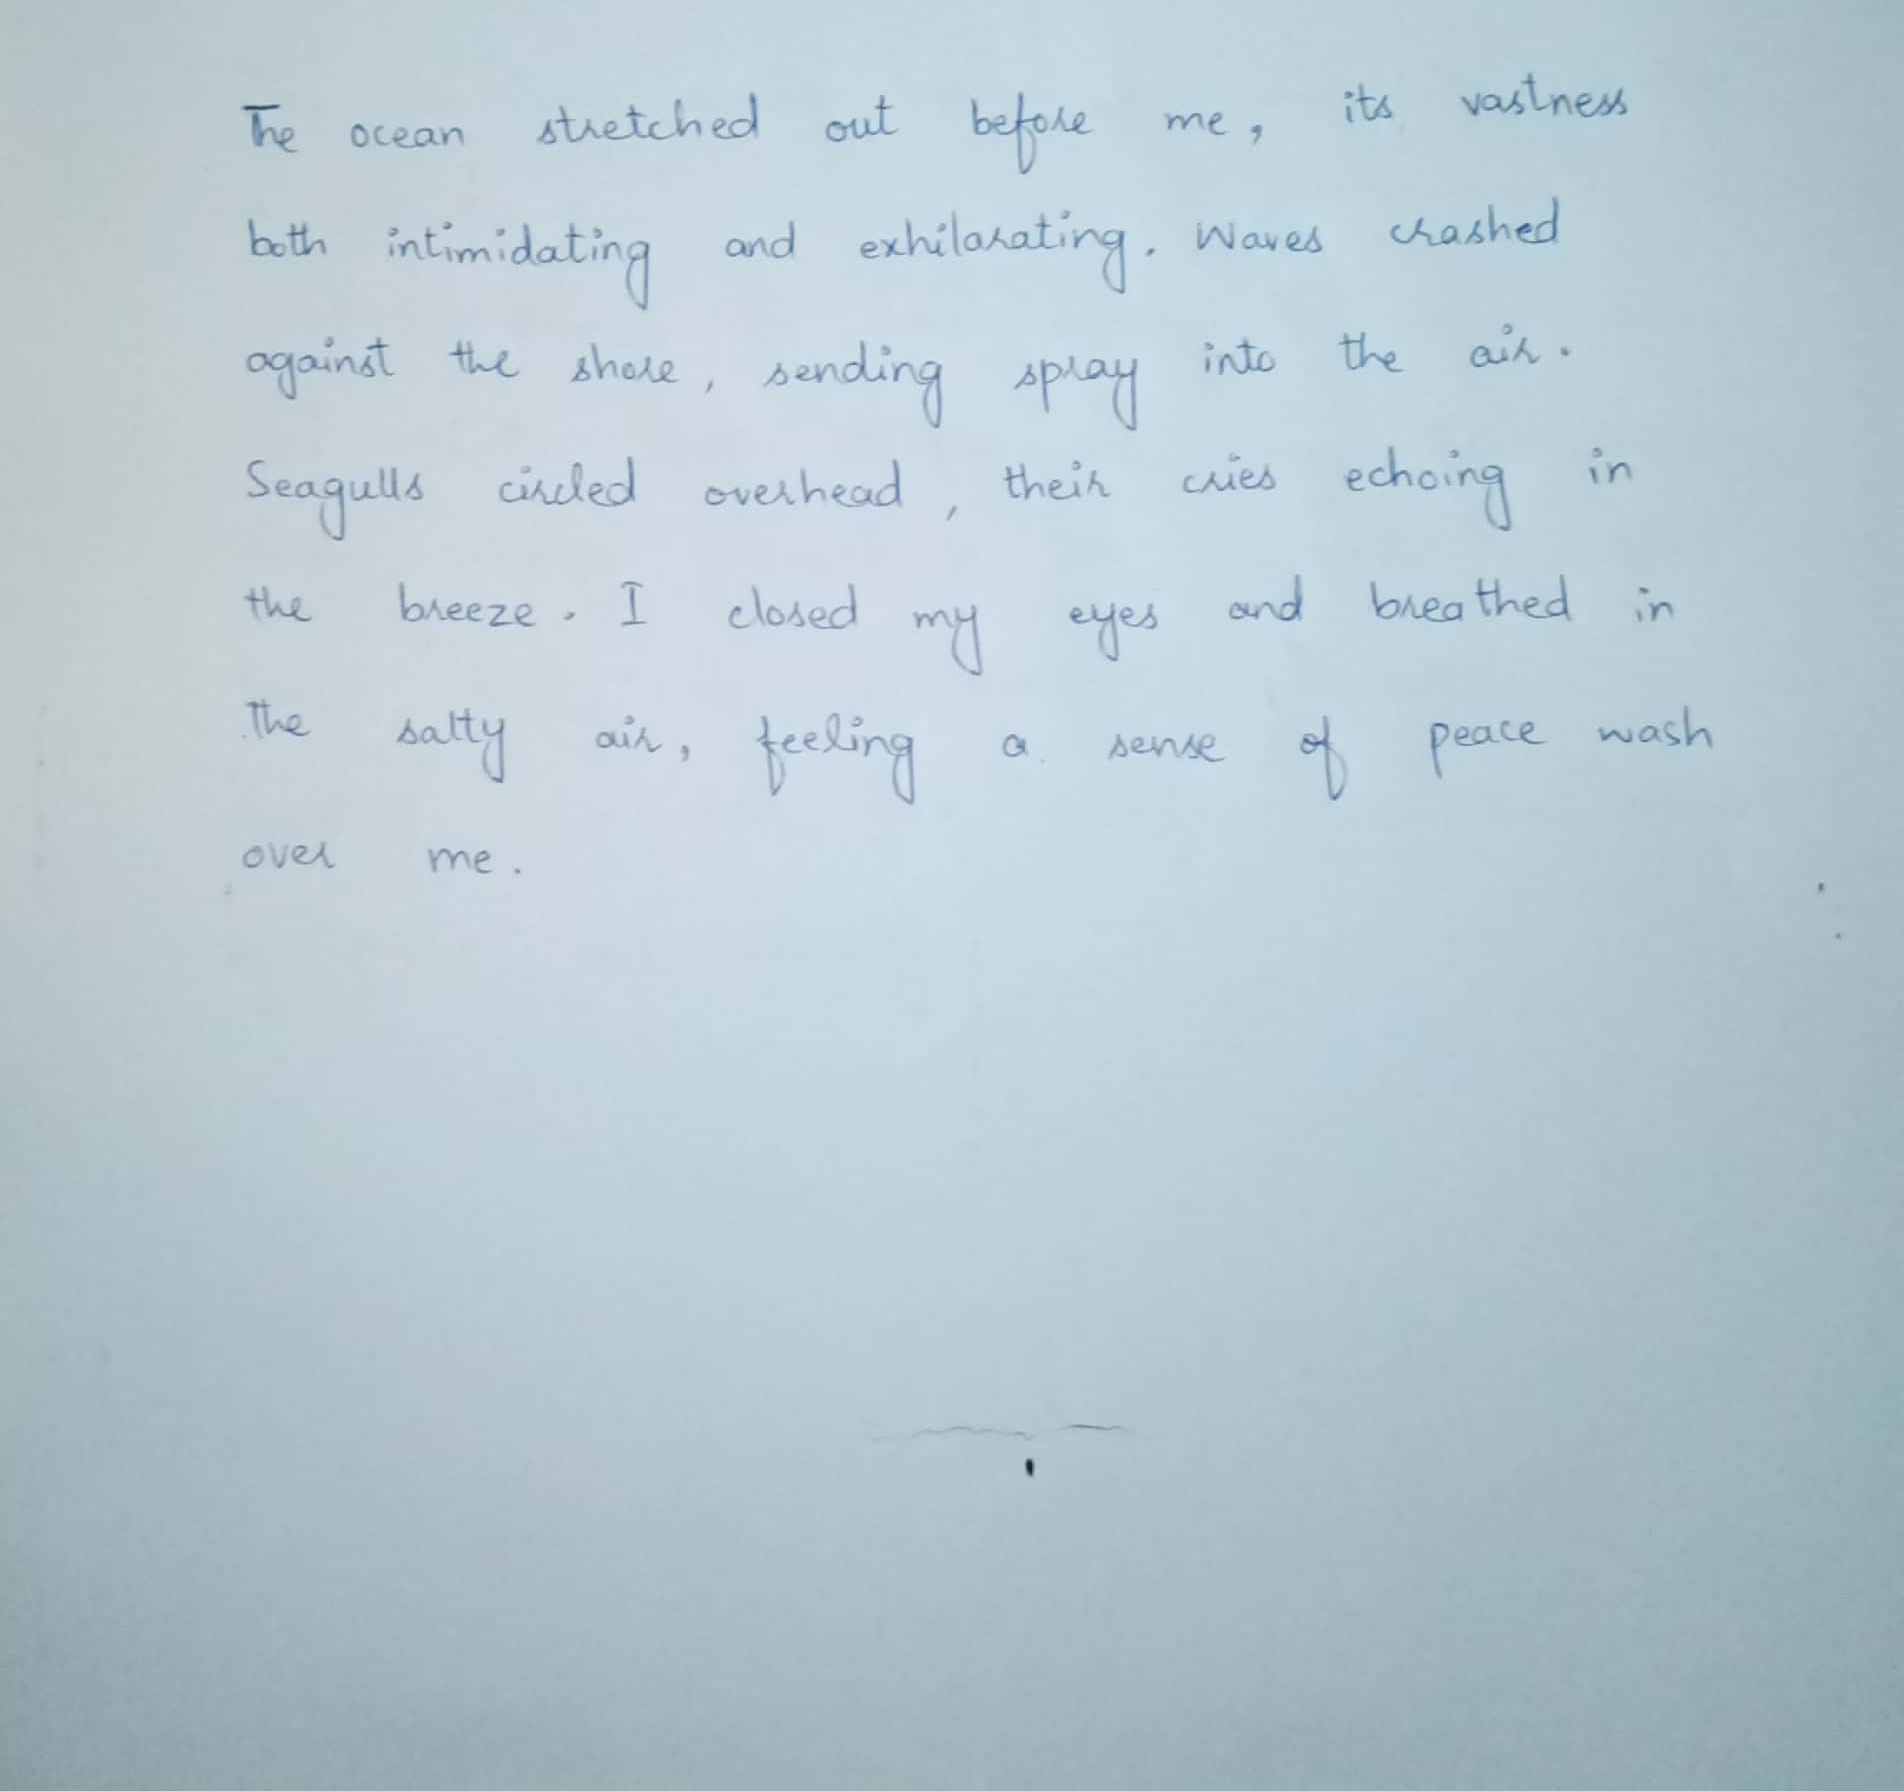 The ocean stretched out before me, its vastness
both intimidating and exhilarating. Waves crashed
against the shore, sending spray into the air.
Seagulls circled overhead, their cries echoing in
the breeze. I closed my eyes and breathed in
the salty air, feeling a sense of peace wash
over me.